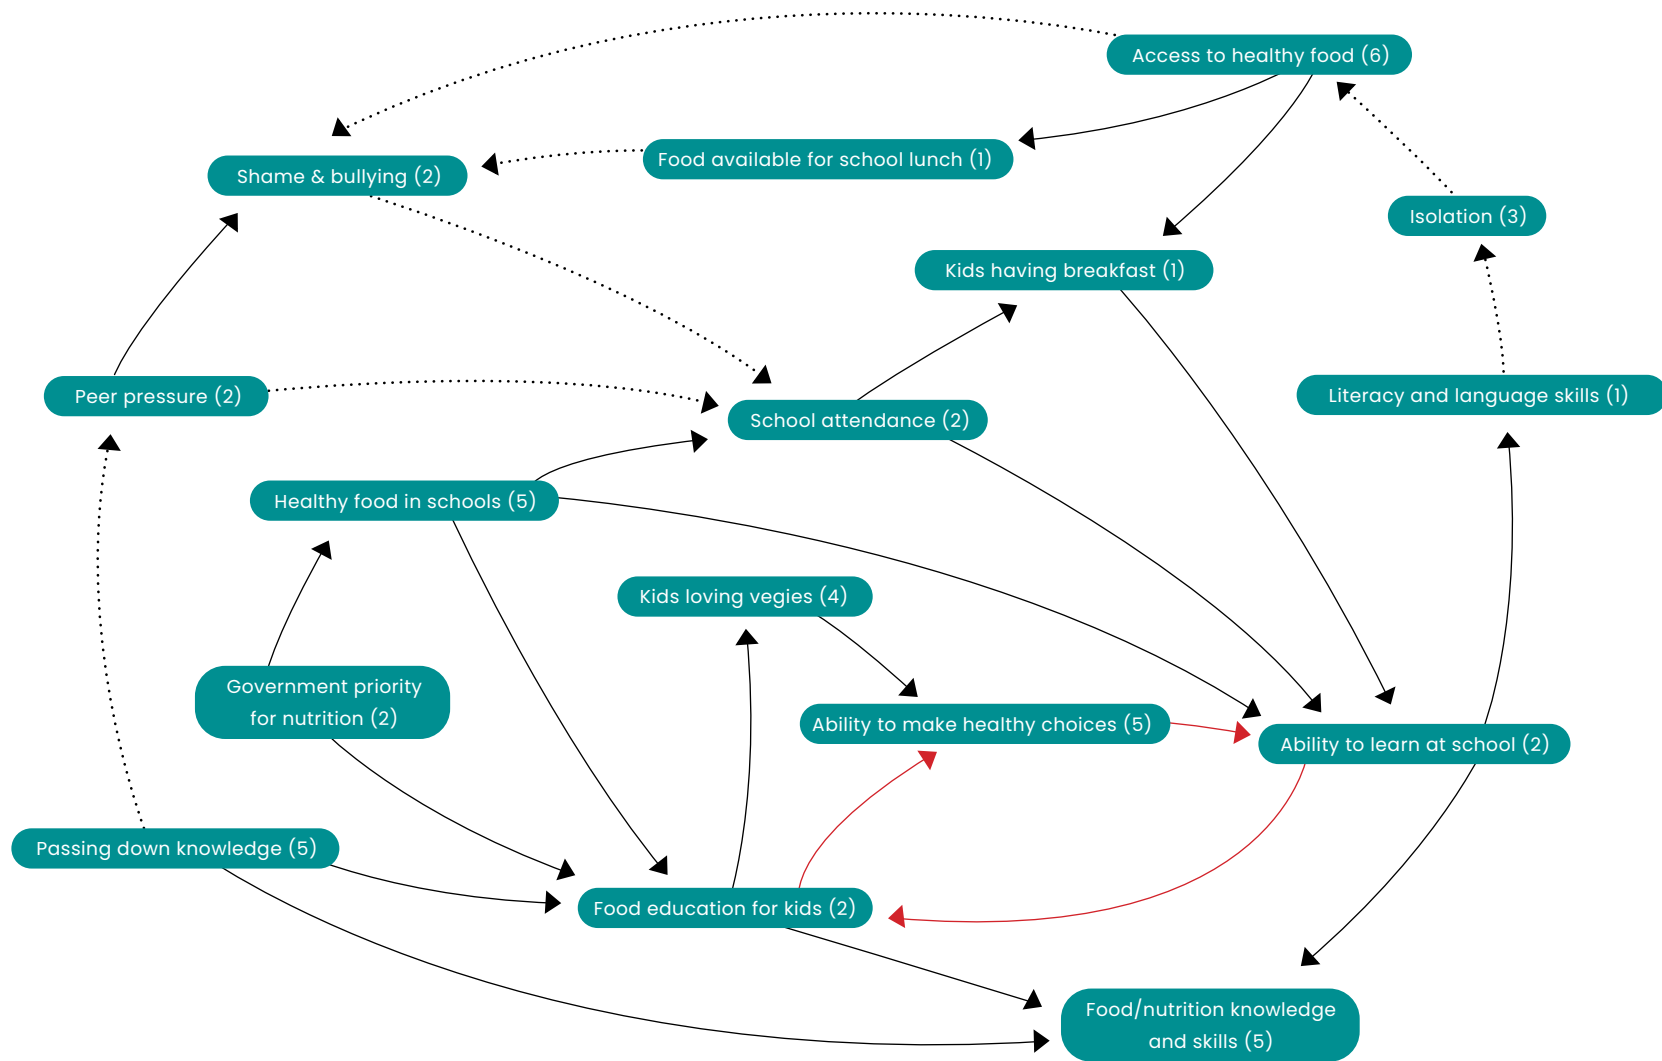 Access to healthy food (6)
Food available for school lunch (1)
Shame & bullying (2)
Isolation (3)
Kids having breakfast (1)
Peer pressure (2)
Literacy and language skills (1)
School attendance (2)
Healthy food in schools (5)
Kids loving vegies (4)
Government priority
for nutrition (2)
Ability to make healthy choices (5)
Ability to learn at school (2)
Passing down knowledge (5)
Food education for kids (2)
Food/nutrition knowledge
and skills (5)